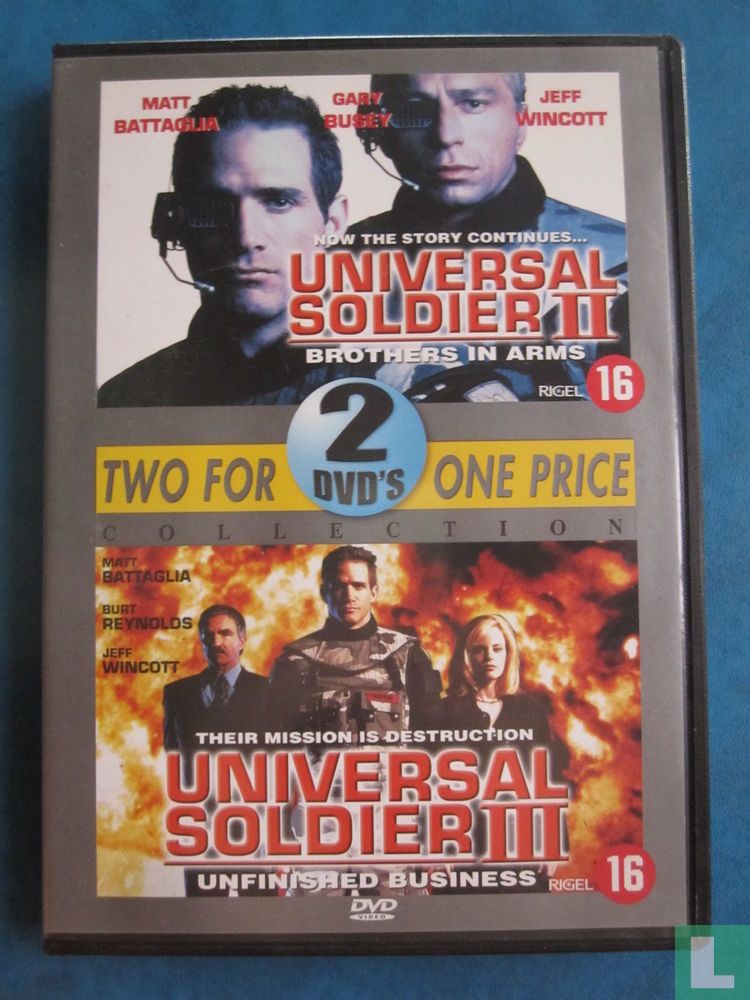 MATT GARY JEFF
BATTAGLIA BUSEY WINCOTT
NOW THE STORY CONTINUES...
UNIVERSAL
SOLDIER II
BROTHERS IN ARMS
RIGEL 16
TWO FOR 2 DVD'S ONE PRICE
COLLECTION
MATT
BATTAGLIA
BURT
REYNOLDS
JEFF
WINCOTT
THEIR MISSION IS DESTRUCTION
UNIVERSAL
SOLDIER III
UNFINISHED BUSINESS
RIGEL 16
DVD
VIDEO
L